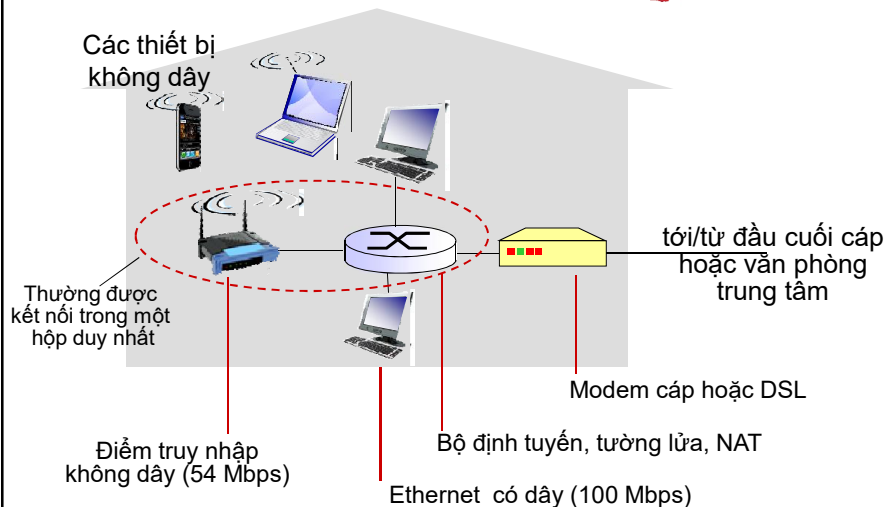 Các thiết bị
không dây
tới/từ đầu cuối cáp
hoặc văn phòng
trung tâm
Thường được
kết nối trong một
hộp duy nhất
Modem cáp hoặc DSL
Bộ định tuyến, tường lửa, NAT
Điểm truy nhập
không dây (54 Mbps)
Ethernet có dây (100 Mbps)